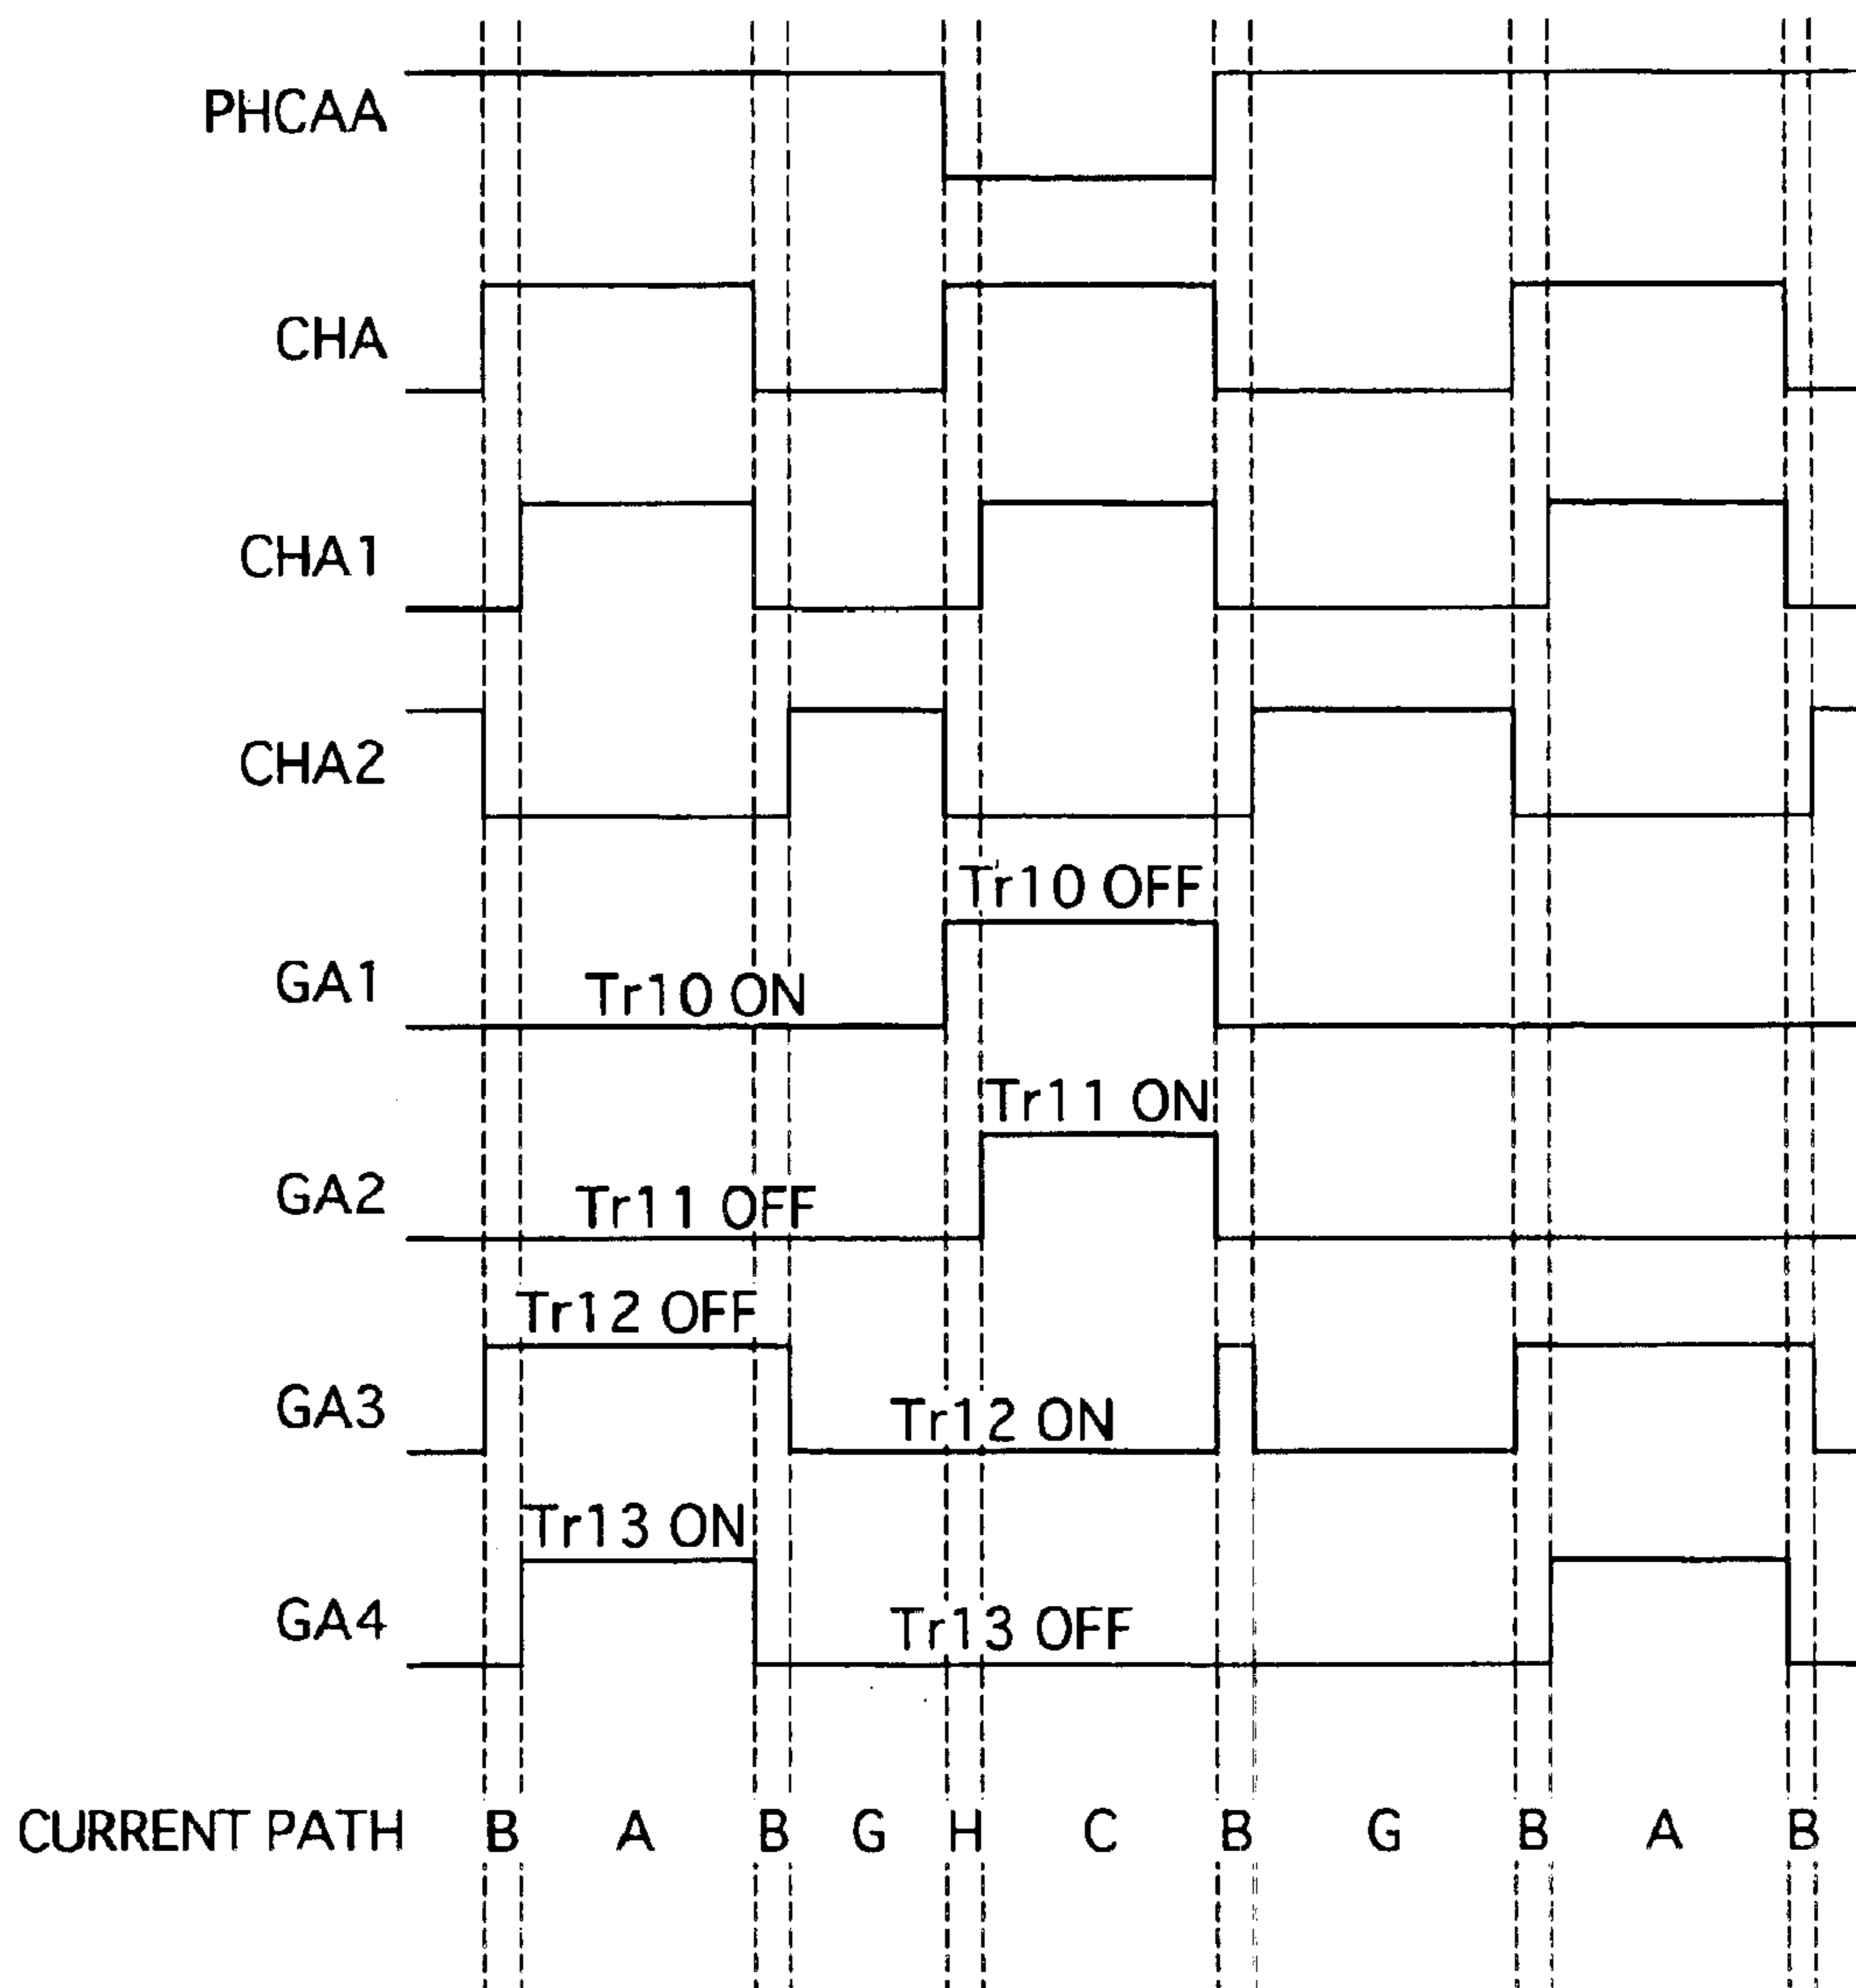 PHCAA
CHA
CHA1
CHA2
Tr10 OFF
GA1
Tr10 ON
Tr11 ON
GA2
Tr11 OFF
Tr12 OFF
GA3
Tr12 ON
Tr13 ON
GA4
Tr13 OFF
CURRENT PATH B A B G H C B G B A B